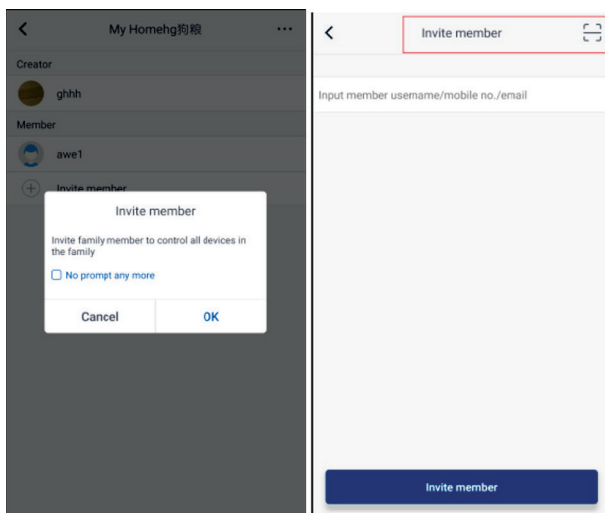 My Homehg狗粮
Creator
ghhh
Member
awe1
Invite member
Invite member
Invite family member to control all devices in
the family
No prompt any more
Cancel
OK
Invite member
Input member username/mobile no./email
Invite member